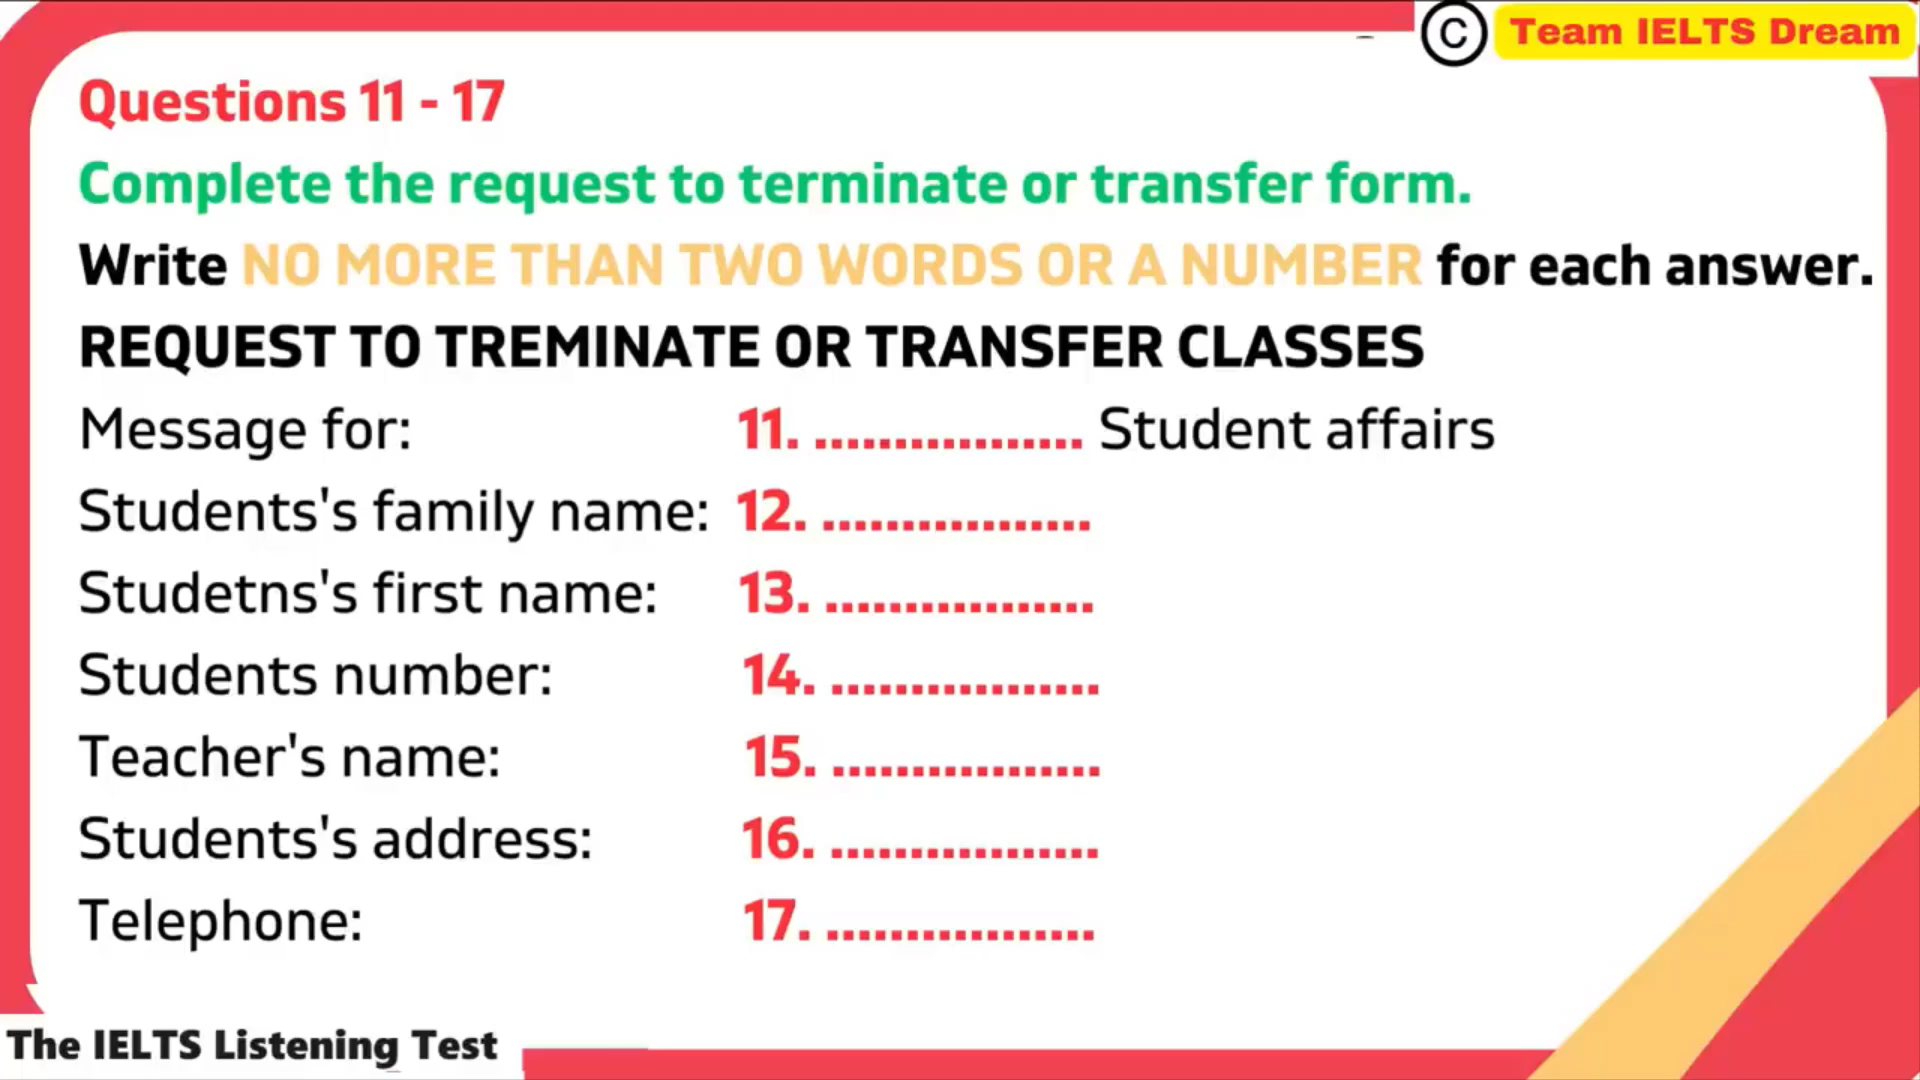 © Team IELTS Dream
Questions 11 - 17
Complete the request to terminate or transfer form.
Write NO MORE THAN TWO WORDS OR A NUMBER for each answer.
REQUEST TO TREMINATE OR TRANSFER CLASSES
Message for: 11. ................. Student affairs
Students's family name: 12. .................
Studetns's first name: 13. .................
Students number: 14. .................
Teacher's name: 15. .................
Students's address: 16. .................
Telephone: 17. .................
The IELTS Listening Test